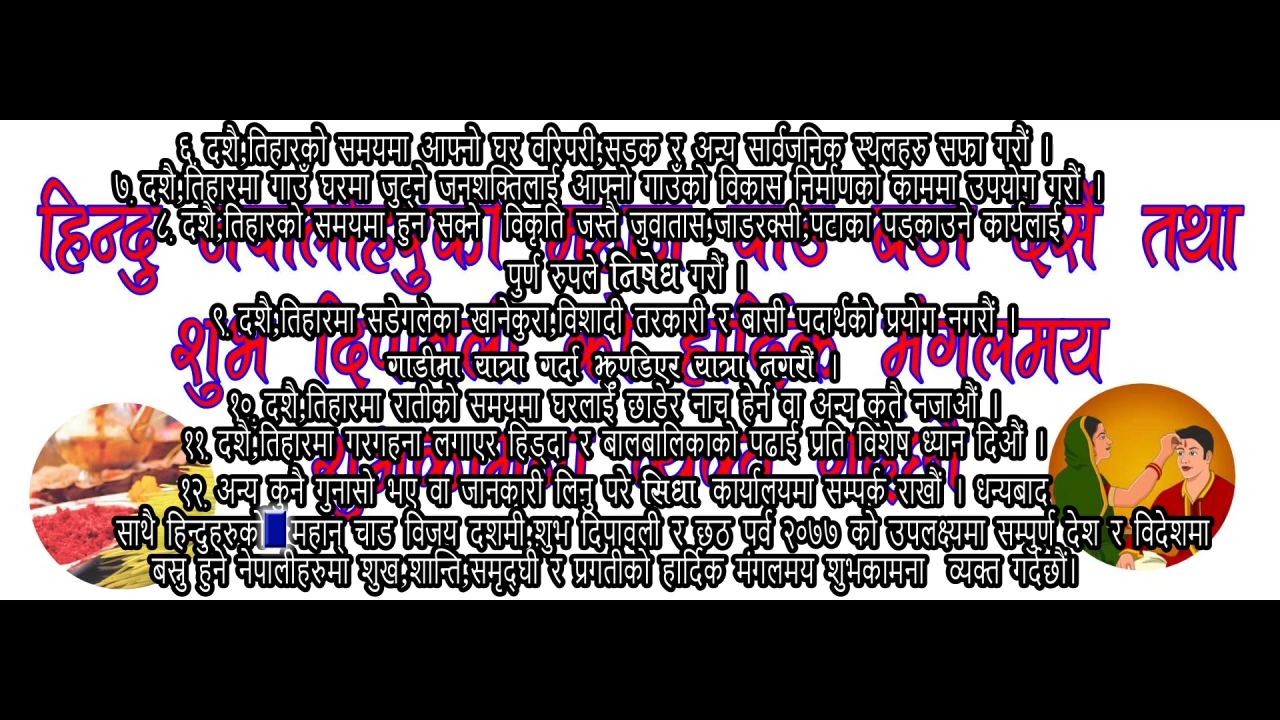 ६. दशैं,तिहारको समयमा आफ्नो घर वरिपरी,सडक र अन्य सार्वजनिक स्थलहरु सफा गरौं ।
७. दशैं,तिहारमा गाउँ घरमा जुट्ने जनशक्तिलाई आफ्नो गाउँको विकास निर्माणको काममा उपयोग गरौं ।
८. दशैं,तिहारको समयमा हुन सक्ने विकृति जस्तै जुवातास,जाडरक्सी,पटाका पड्काउने कार्यलाई
पुर्ण रुपले निषेध गरौं ।
९. दशैं,तिहारमा सडेगलेका खानेकुरा,विशादी तरकारी र बासी पदार्थको प्रयोग नगरौं ।
गाडीमा यात्रा गर्दा झुण्डिएर यात्रा नगरौं ।
१०. दशैं,तिहारमा रातीको समयमा घरलाई छाडेर नाच हेर्न वा अन्य कतै नजाऔं ।
११. दशैं,तिहारमा गरगहना लगाएर हिड्दा र बालबालिकाको पढाई प्रति विशेष ध्यान दिऔं ।
१२. अन्य कुनै गुनासो भए वा जानकारी लिनु परे सिधा कार्यालयमा सम्पर्क राखौं । धन्यबाद
साथै हिन्दुहरुको महान् चाड विजय दशमी,शुभ दिपावली र छठ पर्व २०७७ को उपलक्ष्यमा सम्पुर्ण देश र विदेशमा
बस्नु हुने नेपालीहरुमा शुख,शान्ति,समृद्घी र प्रगतीको हार्दिक मंगलमय शुभकामना व्यक्त गर्दछौं।
हिन्दु तथा
शुभ हार्दिक मंगलमय